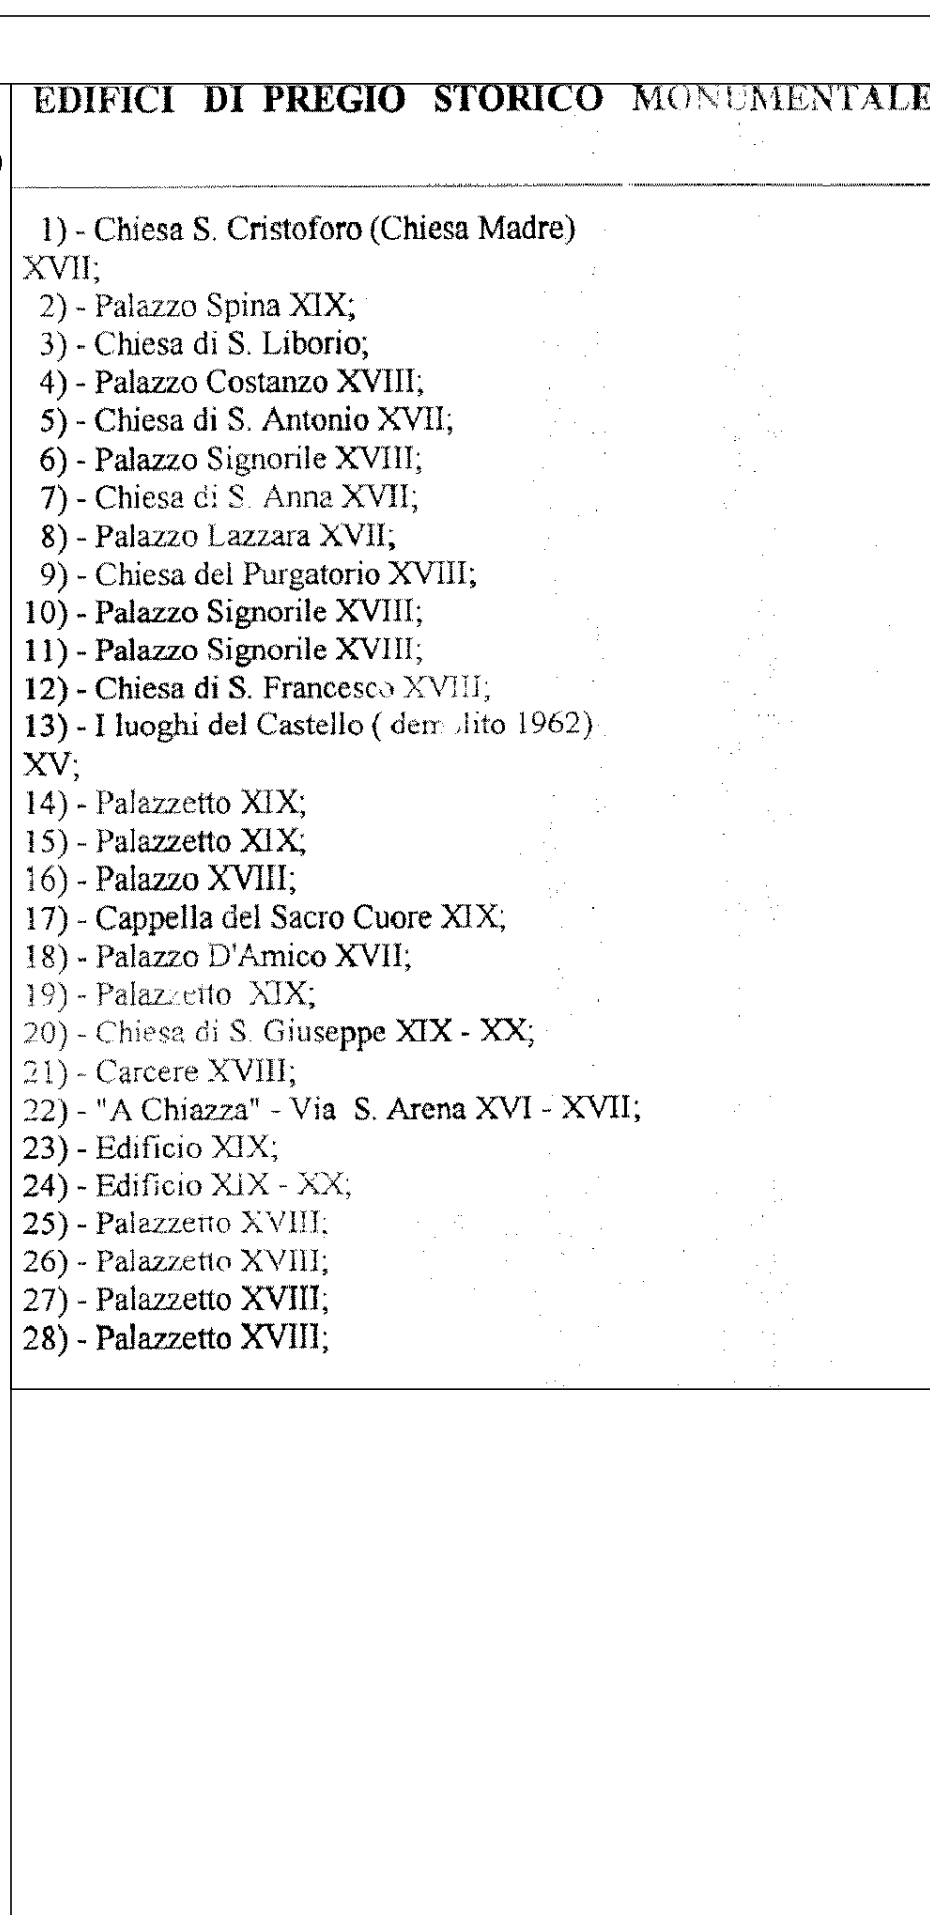 EDIFICI DI PREGIO STORICO MONUMENTALE
1) - Chiesa S. Cristoforo (Chiesa Madre)
XVII;
2) - Palazzo Spina XIX;
3) - Chiesa di S. Liborio;
4) - Palazzo Costanzo XVIII;
5) - Chiesa di S. Antonio XVII;
6) - Palazzo Signorile XVIII;
7) - Chiesa di S. Anna XVII;
8) - Palazzo Lazzara XVII;
9) - Chiesa del Purgatorio XVIII;
10) - Palazzo Signorile XVIII;
11) - Palazzo Signorile XVIII;
12) - Chiesa di S. Francesco XVIII;
13) - I luoghi del Castello ( demolito 1962)
XV;
14) - Palazzetto XIX;
15) - Palazzetto XIX;
16) - Palazzo XVIII;
17) - Cappella del Sacro Cuore XIX;
18) - Palazzo D'Amico XVII;
19) - Palazzetto XIX;
20) - Chiesa di S. Giuseppe XIX - XX;
21) - Carcere XVIII;
22) - "A Chiazza" - Via S. Arena XVI - XVII;
23) - Edificio XIX;
24) - Edificio XIX - XX;
25) - Palazzetto XVIII;
26) - Palazzetto XVIII;
27) - Palazzetto XVIII;
28) - Palazzetto XVIII;